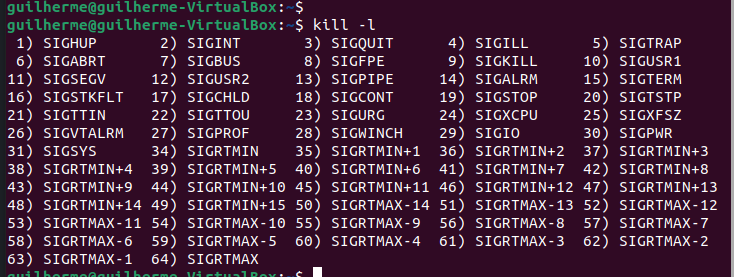 guilherme@guilherme-VirtualBox:~$
guilherme@guilherme-VirtualBox:~$ kill -l
 1) SIGHUP       2) SIGINT       3) SIGQUIT      4) SIGILL       5) SIGTRAP
 6) SIGABRT      7) SIGBUS       8) SIGFPE       9) SIGKILL     10) SIGUSR1
11) SIGSEGV     12) SIGUSR2     13) SIGPIPE     14) SIGALRM     15) SIGTERM
16) SIGSTKFLT   17) SIGCHLD     18) SIGCONT     19) SIGSTOP     20) SIGTSTP
21) SIGTTIN     22) SIGTTOU     23) SIGURG      24) SIGXCPU     25) SIGXFSZ
26) SIGVTALRM   27) SIGPROF     28) SIGWINCH    29) SIGIO       30) SIGPWR
31) SIGSYS      34) SIGRTMIN    35) SIGRTMIN+1  36) SIGRTMIN+2  37) SIGRTMIN+3
38) SIGRTMIN+4  39) SIGRTMIN+5  40) SIGRTMIN+6  41) SIGRTMIN+7  42) SIGRTMIN+8
43) SIGRTMIN+9  44) SIGRTMIN+10 45) SIGRTMIN+11 46) SIGRTMIN+12 47) SIGRTMIN+13
48) SIGRTMIN+14 49) SIGRTMIN+15 50) SIGRTMAX-14 51) SIGRTMAX-13 52) SIGRTMAX-12
53) SIGRTMAX-11 54) SIGRTMAX-10 55) SIGRTMAX-9  56) SIGRTMAX-8  57) SIGRTMAX-7
58) SIGRTMAX-6  59) SIGRTMAX-5  60) SIGRTMAX-4  61) SIGRTMAX-3  62) SIGRTMAX-2
63) SIGRTMAX-1  64) SIGRTMAX
guilherme@guilherme-VirtualBox:~$